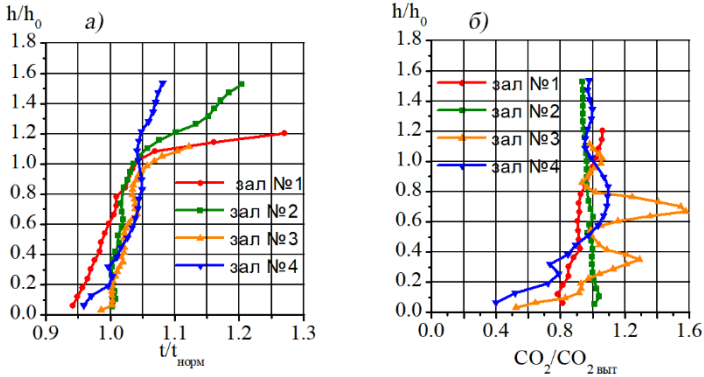 h/h0 а)
1.8
1.6
1.4
1.2
1.0
0.8
0.6
0.4
0.2
0.0
зал №1
зал №2
зал №3
зал №4
0.9 1.0 1.1 1.2 1.3
t/tнорм
h/h0 б)
1.8
1.6
1.4
1.2
1.0
0.8
0.6
0.4
0.2
0.0
зал №1
зал №2
зал №3
зал №4
0.0 0.4 0.8 1.2 1.6
CO2/CO2 выт